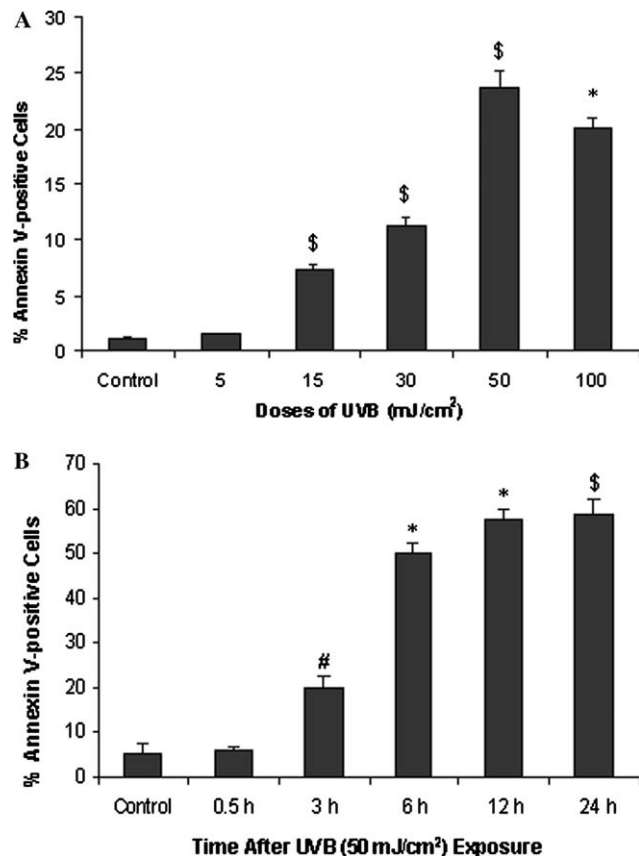 A
% Annexin V-positive Cells
30
25
20
15
10
5
0
$
$
$
*
Control 5 15 30 50 100
Doses of UVB (mJ/cm²)
B
% Annexin V-positive Cells
70
60
50
40
30
20
10
0
#
*
*
$
Control 0.5 h 3 h 6 h 12 h 24 h
Time After UVB (50 mJ/cm²) Exposure